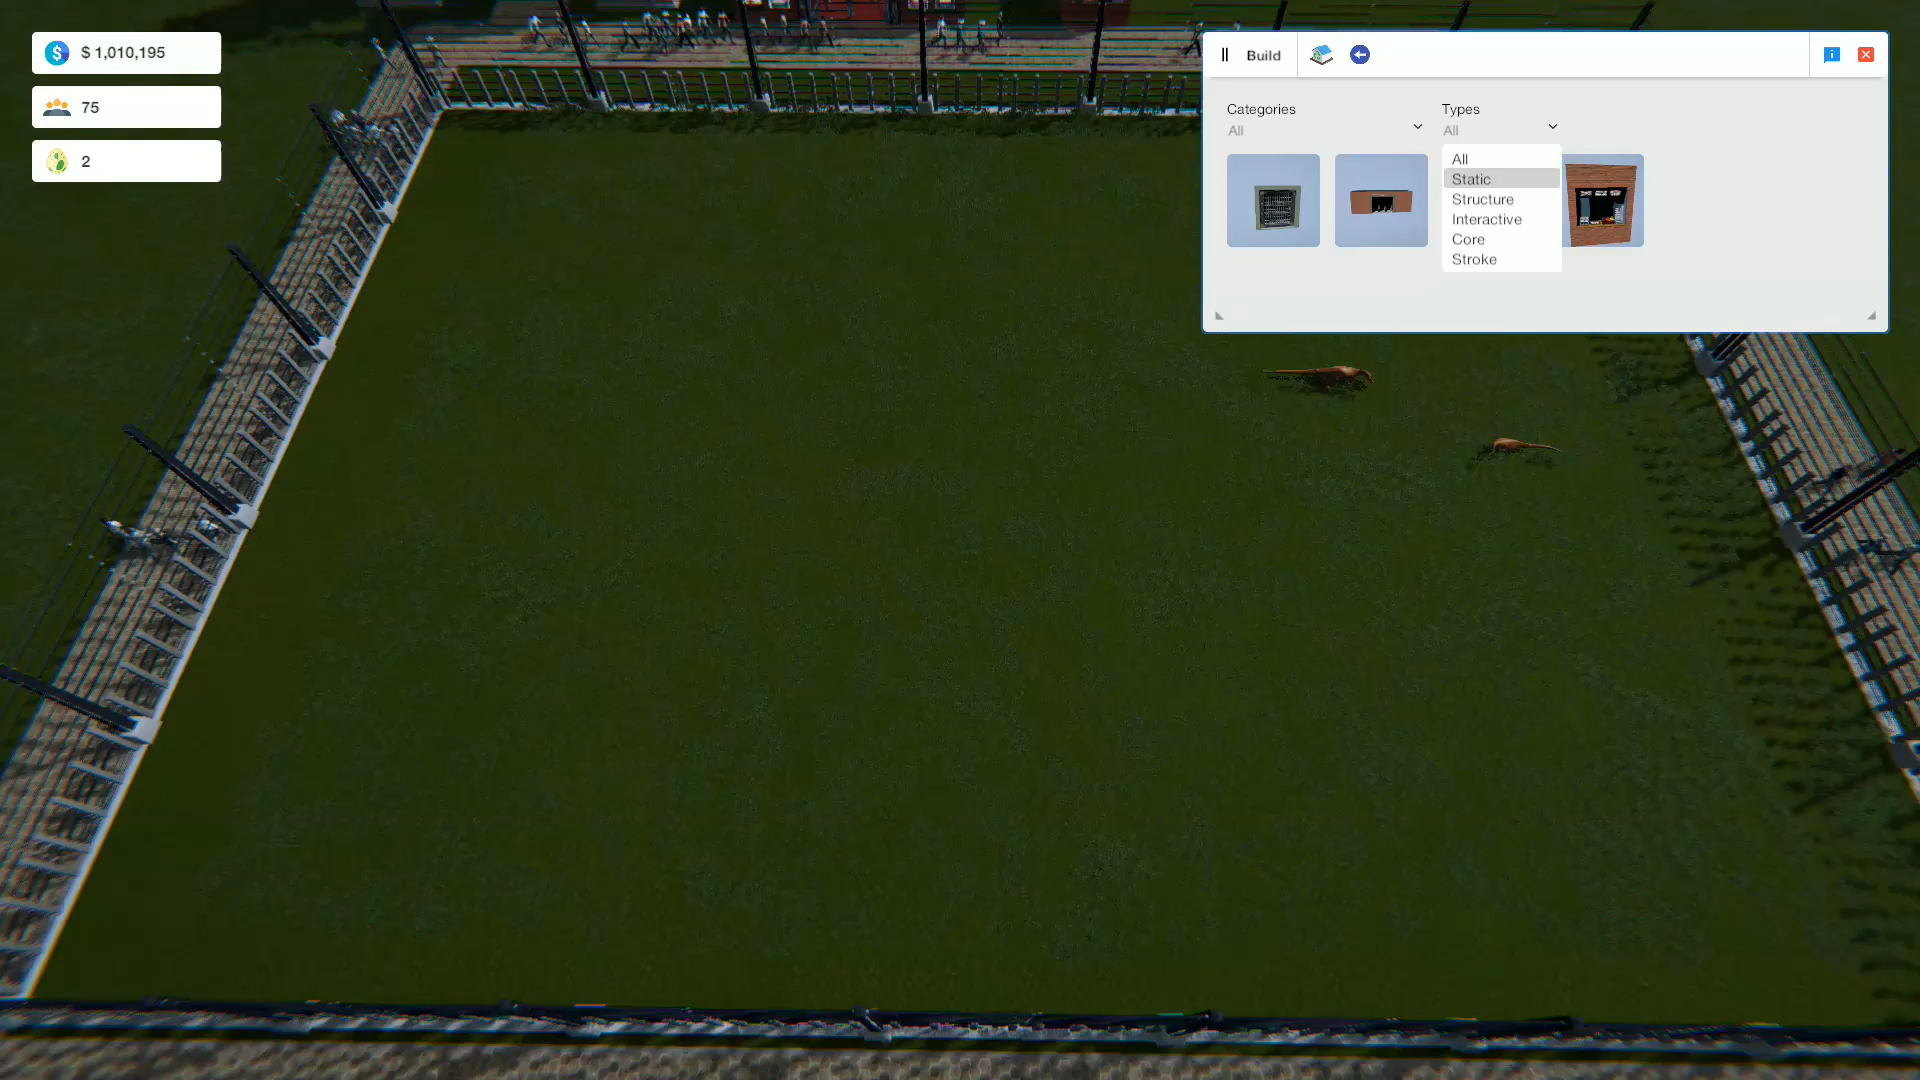 $ 1,010,195
75
2
Build
Categories
All
Types
All
All
Static
Structure
Interactive
Core
Stroke